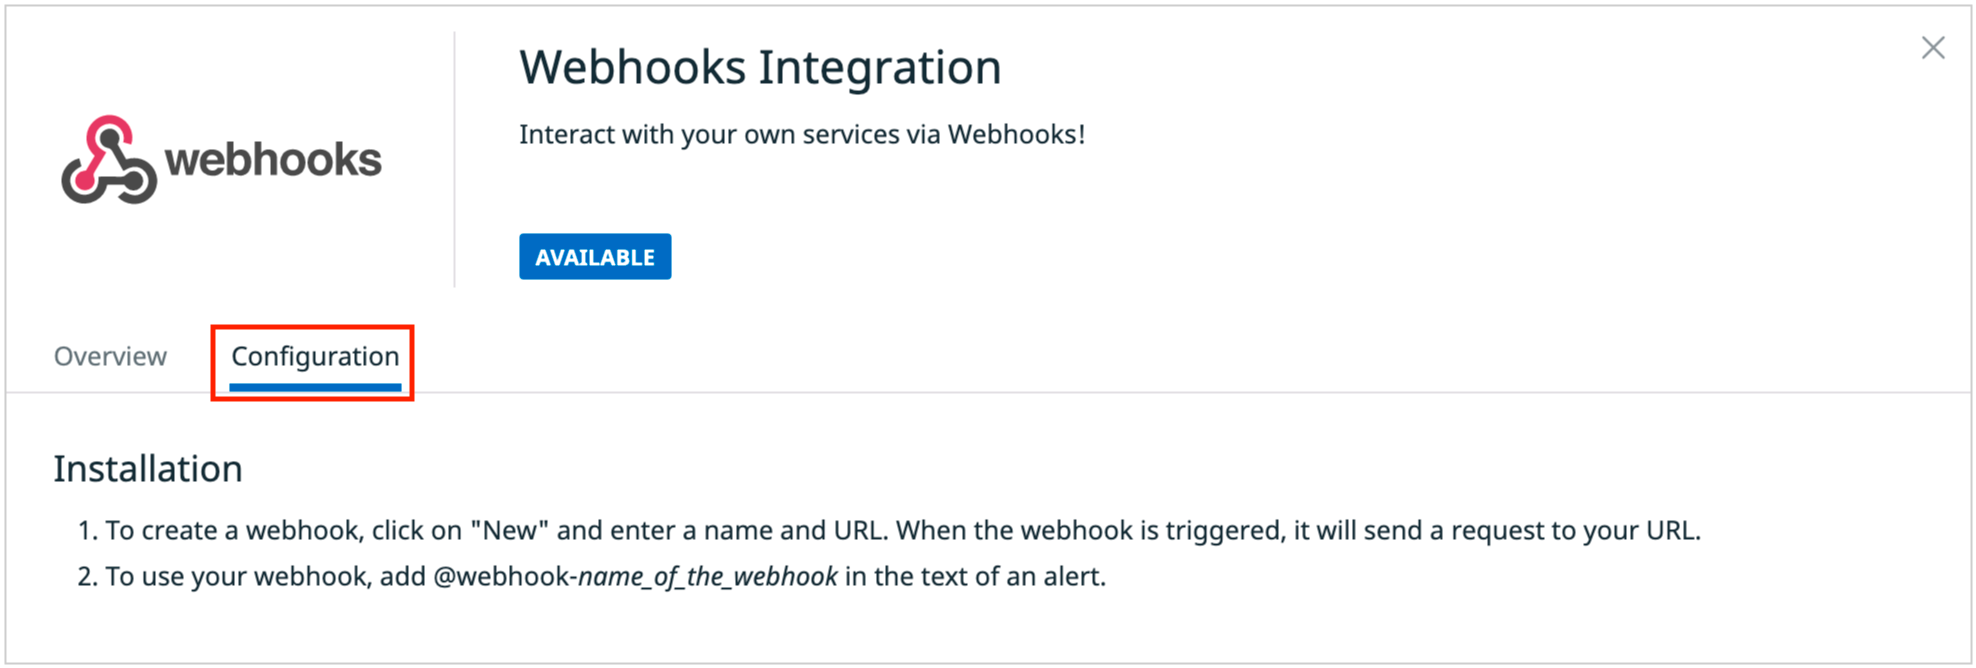 Webhooks Integration
webhooks
Interact with your own services via Webhooks!
AVAILABLE
Overview
Configuration
Installation
1. To create a webhook, click on "New" and enter a name and URL. When the webhook is triggered, it will send a request to your URL.
2. To use your webhook, add @webhook-name_of_the_webhook in the text of an alert.